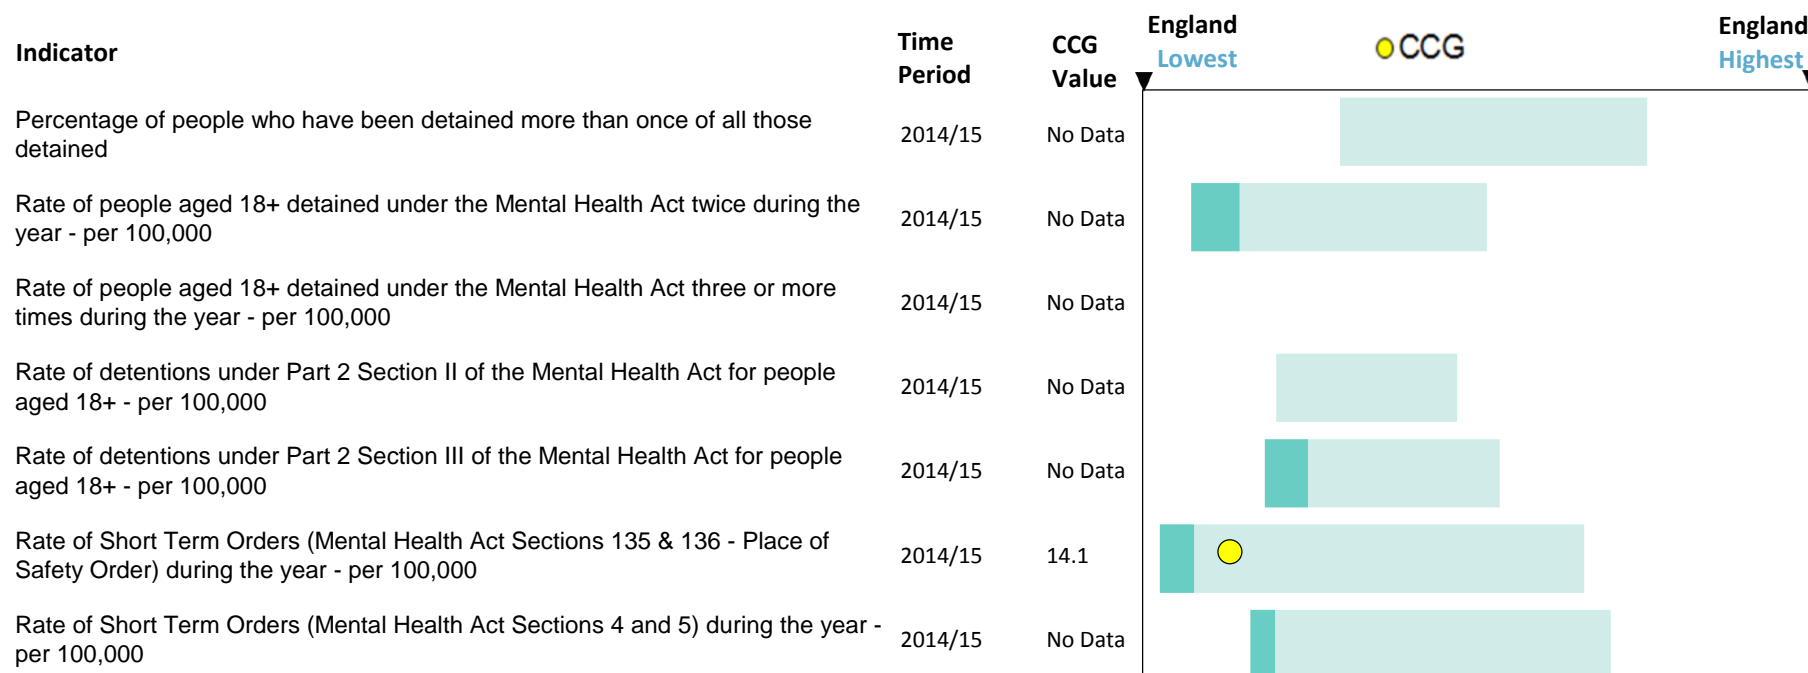 Indicator
Time
Period
CCG
Value
England
Lowest
CCG
England
Highest
Percentage of people who have been detained more than once of all those
detained
2014/15
No Data
Rate of people aged 18+ detained under the Mental Health Act twice during the
year - per 100,000
2014/15
No Data
Rate of people aged 18+ detained under the Mental Health Act three or more
times during the year - per 100,000
2014/15
No Data
Rate of detentions under Part 2 Section II of the Mental Health Act for people
aged 18+ - per 100,000
2014/15
No Data
Rate of detentions under Part 2 Section III of the Mental Health Act for people
aged 18+ - per 100,000
2014/15
No Data
Rate of Short Term Orders (Mental Health Act Sections 135 & 136 - Place of
Safety Order) during the year - per 100,000
2014/15
14.1
Rate of Short Term Orders (Mental Health Act Sections 4 and 5) during the year -
per 100,000
2014/15
No Data